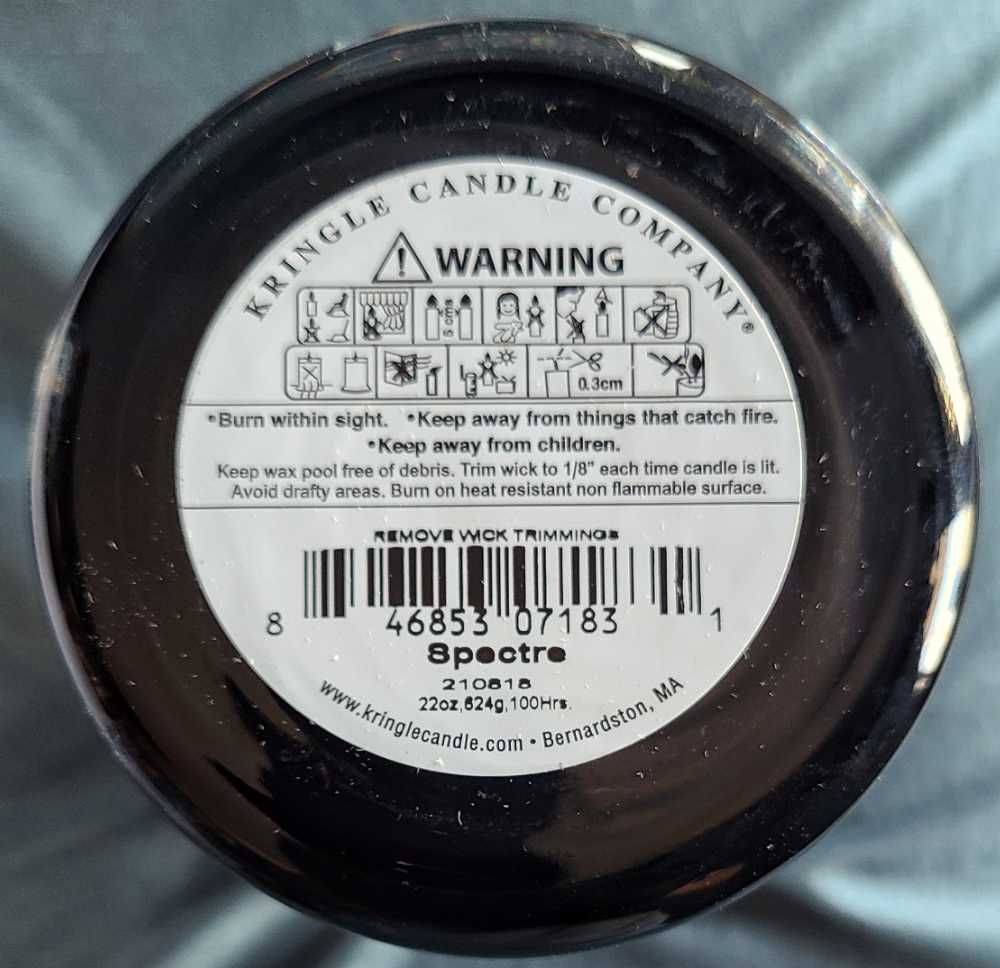 KRINGLE CANDLE COMPANY®
WARNING
0.3cm
•Burn within sight. •Keep away from things that catch fire.
•Keep away from children.
Keep wax pool free of debris. Trim wick to 1/8" each time candle is lit.
Avoid drafty areas. Burn on heat resistant non flammable surface.
REMOVE WICK TRIMMINGS
8 46853 07183 1
Spectre
210818
22oz,624g,100Hrs.
www.kringlecandle.com • Bernardston, MA